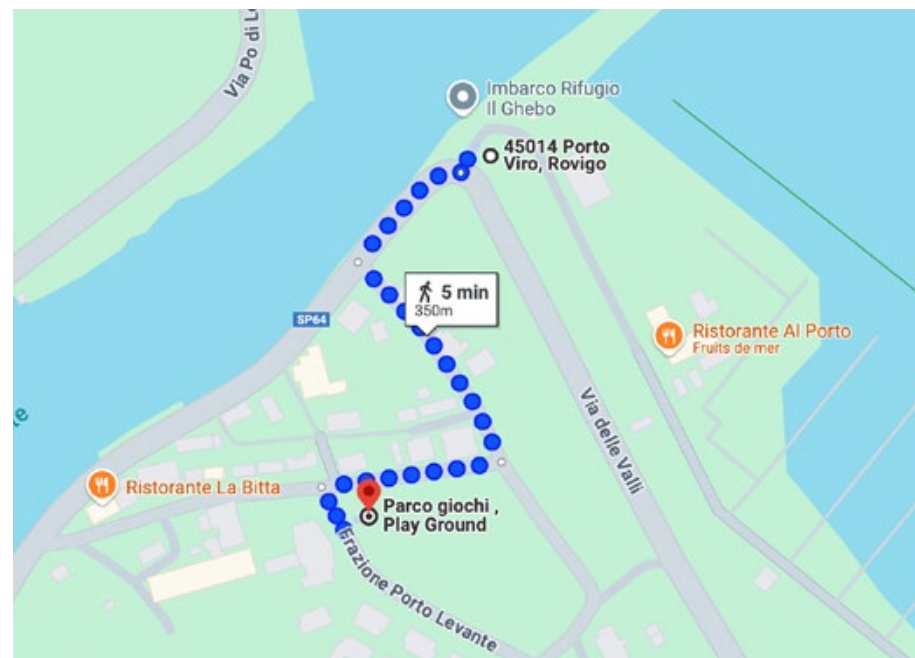 Via Po di L
Imbarco Rifugio
Il Ghebo
45014 Porto
Viro, Rovigo
5 min
350m
SP64
Ristorante Al Porto
Fruits de mer
te
Via delle Valli
Ristorante La Bitta
Parco giochi ,
Play Ground
Frazione Porto Levante